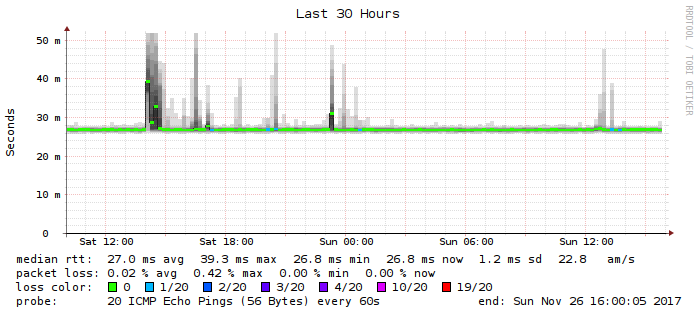 Last 30 Hours
RRDTOOL / TOBI OETIKER
Seconds
50 m
40 m
30 m
20 m
10 m
0
Sat 12:00 Sat 18:00 Sun 00:00 Sun 06:00 Sun 12:00
median rtt: 27.0 ms avg 39.3 ms max 26.8 ms min 26.8 ms now 1.2 ms sd 22.8 am/s
packet loss: 0.02 % avg 0.42 % max 0.00 % min 0.00 % now
loss color: 0 1/20 2/20 3/20 4/20 10/20 19/20
probe: 20 ICMP Echo Pings (56 Bytes) every 60s end: Sun Nov 26 16:00:05 2017